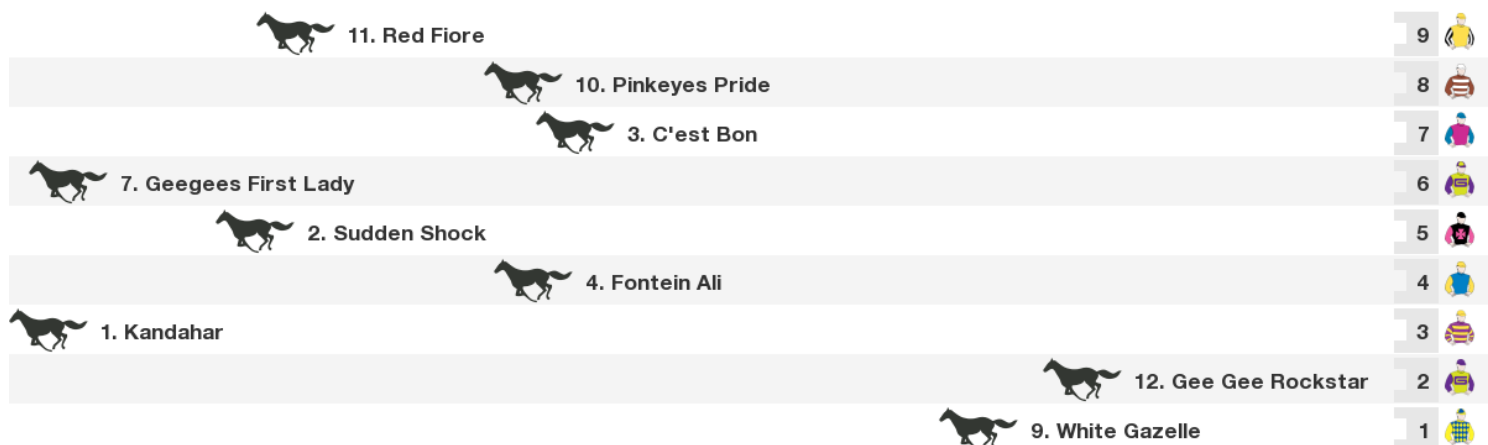 11. Red Fiore 9
10. Pinkeyes Pride 8
3. C'est Bon 7
7. Geegees First Lady 6
2. Sudden Shock 5
4. Fontein Ali 4
1. Kandahar 3
12. Gee Gee Rockstar 2
9. White Gazelle 1